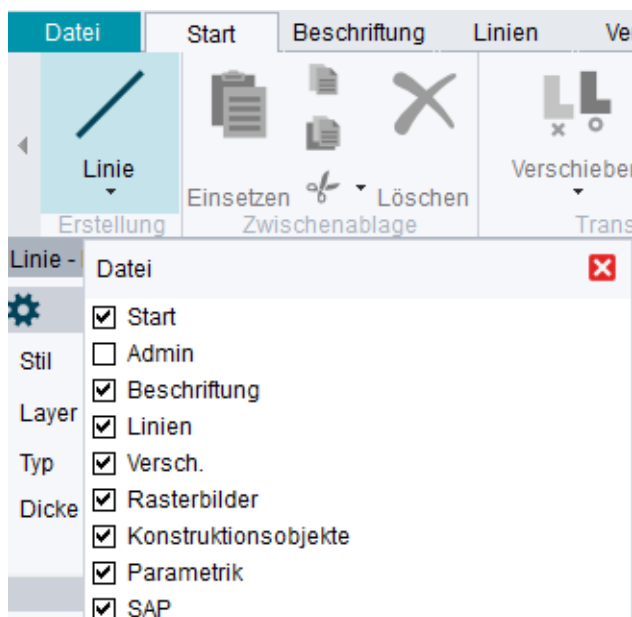 Datei Start Beschriftung Linien
Linie
Einsetzen Löschen
Erstellung Zwischenablage
Linie -
Datei
Start
Admin
Stil
Beschriftung
Layer
Linien
Typ
Versch.
Rasterbilder
Dicke
Konstruktionsobjekte
Parametrik
SAP